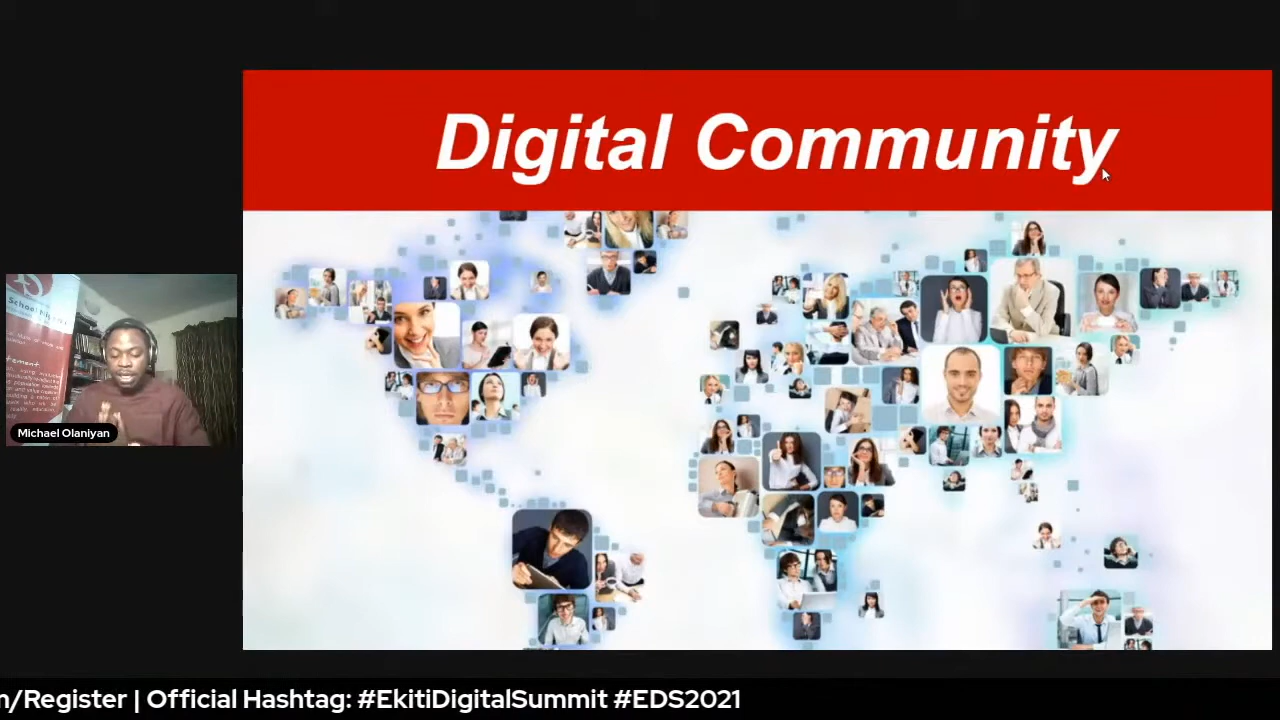 Digital Community
Michael Olaniyan
/Register | Official Hashtag: #EkitiDigitalSummit #EDS2021